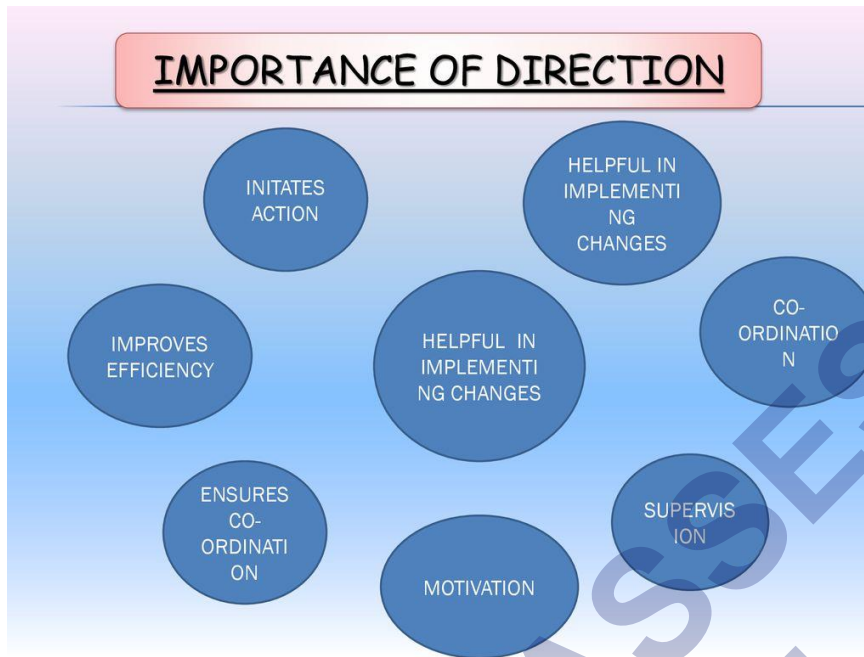 IMPORTANCE OF DIRECTION
INITATES
ACTION
HELPFUL IN
IMPLEMENTI
NG
CHANGES
IMPROVES
EFFICIENCY
HELPFUL IN
IMPLEMENTI
NG CHANGES
CO-
ORDINATIO
N
ENSURES
CO-
ORDINATI
ON
MOTIVATION
SUPERVIS
ION